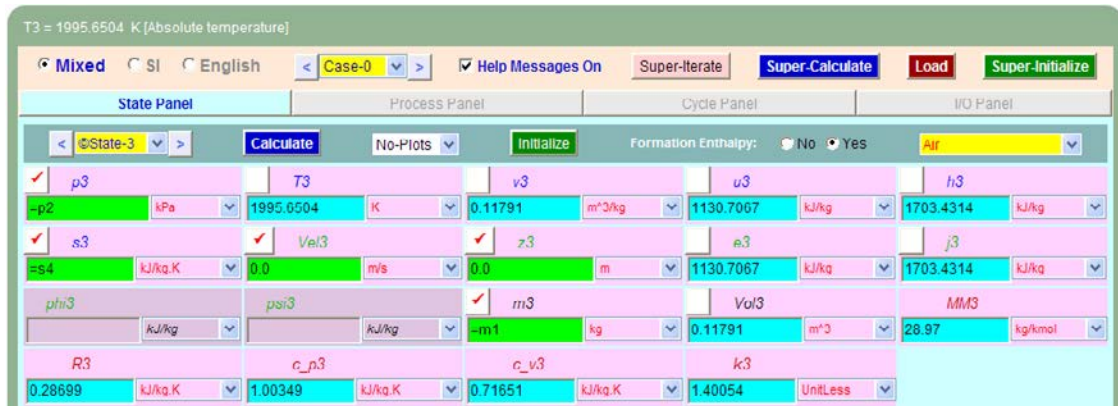 T3 = 1995.6504 K [Absolute temperature]
Mixed SI English < Case-0 > Help Messages On Super-Iterate Super-Calculate Load Super-Initialize
State Panel Process Panel Cycle Panel I/O Panel
< ©State-3 > Calculate No-Plots Initialize Formation Enthalpy: No Yes Air
p3 T3 v3 u3 h3
=p2 kPa 1995.6504 K 0.11791 m^3/kg 1130.7067 kJ/kg 1703.4314 kJ/kg
s3 Vel3 z3 e3 j3
=s4 kJ/kg.K 0.0 m/s 0.0 m 1130.7067 kJ/kg 1703.4314 kJ/kg
phi3 psi3 m3 Vol3 MM3
kJ/kg kJ/kg =m1 kg 0.11791 m^3 28.97 kg/kmol
R3 c_p3 c_v3 k3
0.28699 kJ/kg.K 1.00349 kJ/kg.K 0.71651 kJ/kg.K 1.40054 UnitLess